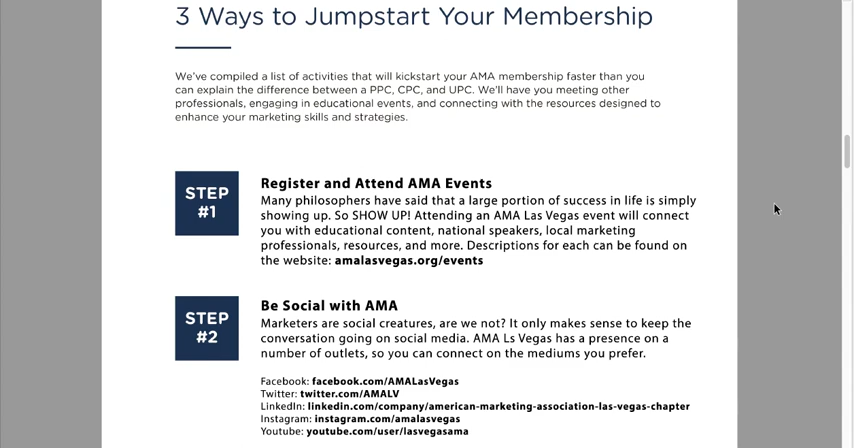 3 Ways to Jumpstart Your Membership
We've compiled a list of activities that will kickstart your AMA membership faster than you
can explain the difference between a PPC, CPC, and UPC. We'll have you meeting other
professionals, engaging in educational events, and connecting with the resources designed to
enhance your marketing skills and strategies.
STEP
#1
Register and Attend AMA Events
Many philosophers have said that a large portion of success in life is simply
showing up. So SHOW UP! Attending an AMA Las Vegas event will connect
you with educational content, national speakers, local marketing
professionals, resources, and more. Descriptions for each can be found on
the website: amalasvegas.org/events
STEP
#2
Be Social with AMA
Marketers are social creatures, are we not? It only makes sense to keep the
conversation going on social media. AMA Ls Vegas has a presence on a
number of outlets, so you can connect on the mediums you prefer.
Facebook: facebook.com/AMALasVegas
Twitter: twitter.com/AMALV
LinkedIn: linkedin.com/company/american-marketing-association-las-vegas-chapter
Instagram: instagram.com/amalasvegas
Youtube: youtube.com/user/lasvegasama